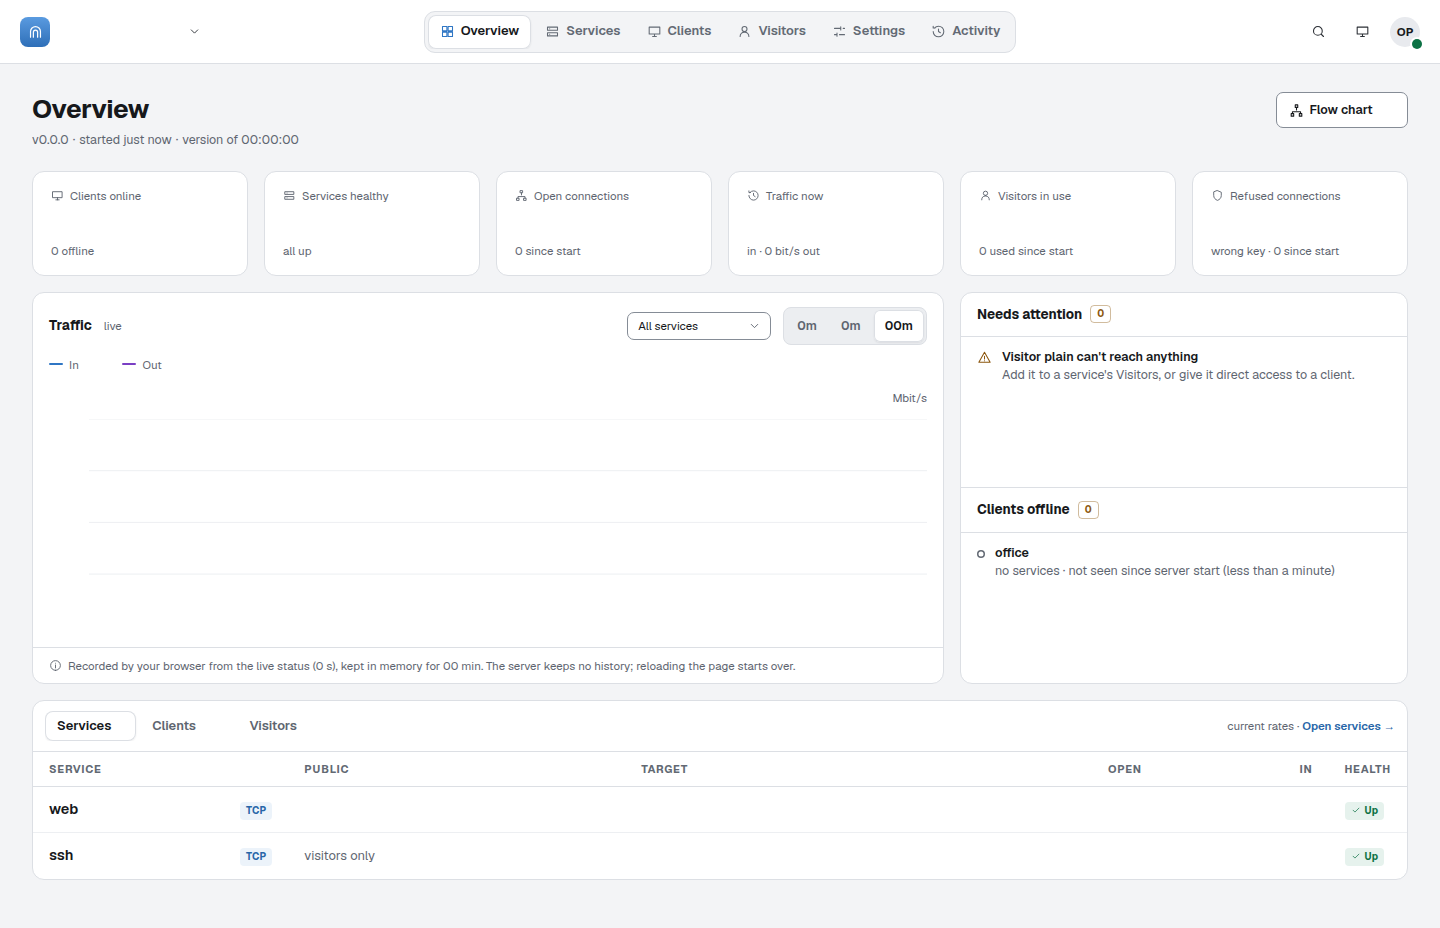 Overview
Services
Clients
Visitors
Settings
Activity
OP
Overview
Flow chart
v0.0.0 · started just now · version of 00:00:00
Clients online
Services healthy
Open connections
Traffic now
Visitors in use
Refused connections
0 offline
all up
0 since start
in · 0 bit/s out
0 used since start
wrong key · 0 since start
Traffic live
All services
0m
0m
00m
In
Out
Mbit/s
Recorded by your browser from the live status (0 s), kept in memory for 00 min. The server keeps no history; reloading the page starts over.
Needs attention 0
Visitor plain can't reach anything
Add it to a service's Visitors, or give it direct access to a client.
Clients offline 0
office
no services · not seen since server start (less than a minute)
Services
Clients
Visitors
current rates · Open services →
SERVICE PUBLIC TARGET OPEN IN HEALTH
web TCP Up
ssh TCP visitors only Up